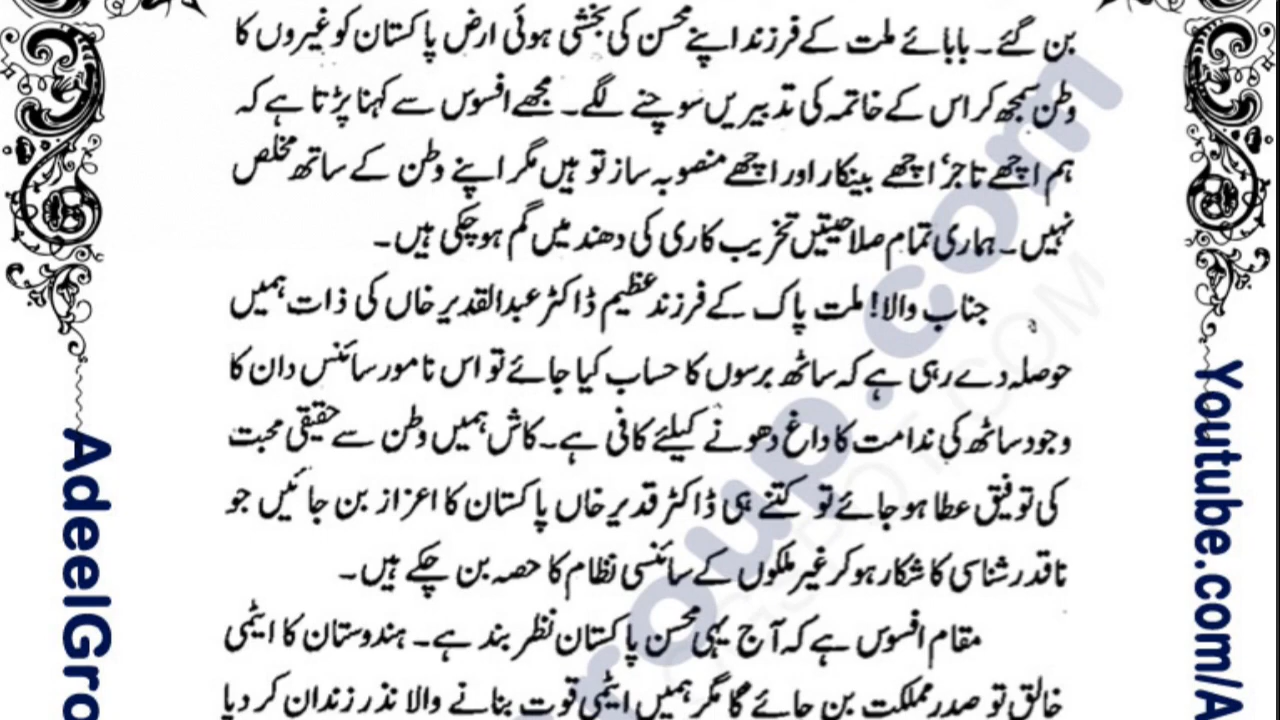 بن گئے۔ بابائے ملت کے فرزند اپنے محسن کی بخشی ہوئی ارض پاکستان کو غیروں کا
وطن سمجھ کر اس کے خاتمہ کی تدبیریں سوچنے لگے۔ مجھے افسوس سے کہنا پڑتا ہے کہ
ہم اچھے تاجر، اچھے بینکار اور اچھے منصوبہ ساز تو ہیں مگر اپنے وطن کے ساتھ مخلص
نہیں۔ ہماری تمام صلاحیتیں تخریب کاری کی دھند میں گم ہو چکی ہیں۔
جناب والا! ملت پاک کے فرزند عظیم ڈاکٹر عبدالقدیر خاں کی ذات ہمیں
حوصلہ دے رہی ہے کہ ساٹھ برسوں کا حساب کیا جائے تو اس نامور سائنس دان کا
وجود ساٹھ کی ندامت کا داغ دھونے کیلئے کافی ہے۔ کاش ہمیں وطن سے حقیقی محبت
کی توفیق عطا ہو جائے تو کتنے ہی ڈاکٹر قدیر خاں پاکستان کا اعزاز بن جائیں جو
ناقدر شناسی کا شکار ہو کر غیر ملکوں کے سائنسی نظام کا حصہ بن چکے ہیں۔
مقام افسوس ہے کہ آج یہی محسن پاکستان نظر بند ہے۔ ہندوستان کا ایٹمی
خالق تو صدر مملکت بن جائے گا مگر ہمیں ایٹمی قوت بنانے والا نذر زندان کر دیا
AdeelGro
Youtube.com/A
roup.com